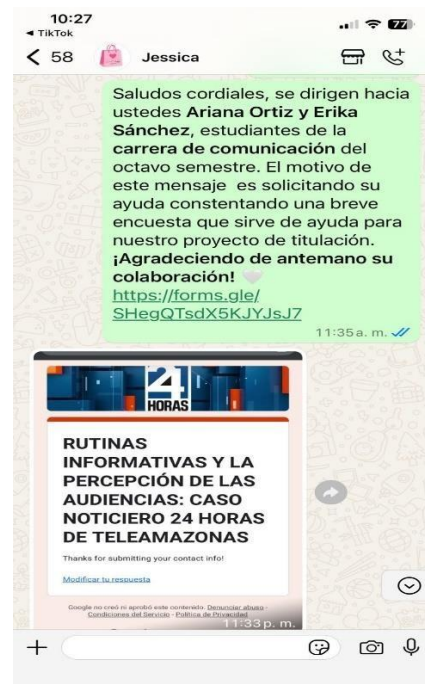 10:27
77
◄ TikTok
58
Jessica
Saludos cordiales, se dirigen hacia
ustedes Ariana Ortiz y Erika
Sánchez, estudiantes de la
carrera de comunicación del
octavo semestre. El motivo de
este mensaje es solicitando su
ayuda constentando una breve
encuesta que sirve de ayuda para
nuestro proyecto de titulación.
¡Agradeciendo de antemano su
colaboración! 🤍
https://forms.gle/
SHegQTsdX5KJYJsJ7
11:35 a. m.
24
HORAS
RUTINAS
INFORMATIVAS Y LA
PERCEPCIÓN DE LAS
AUDIENCIAS: CASO
NOTICIERO 24 HORAS
DE TELEAMAZONAS
Thanks for submitting your contact info!
Modificar tu respuesta
Google no creó ni aprobó este contenido. Denunciar abuso -
Condiciones del Servicio - Política de Privacidad
11:33 p. m.